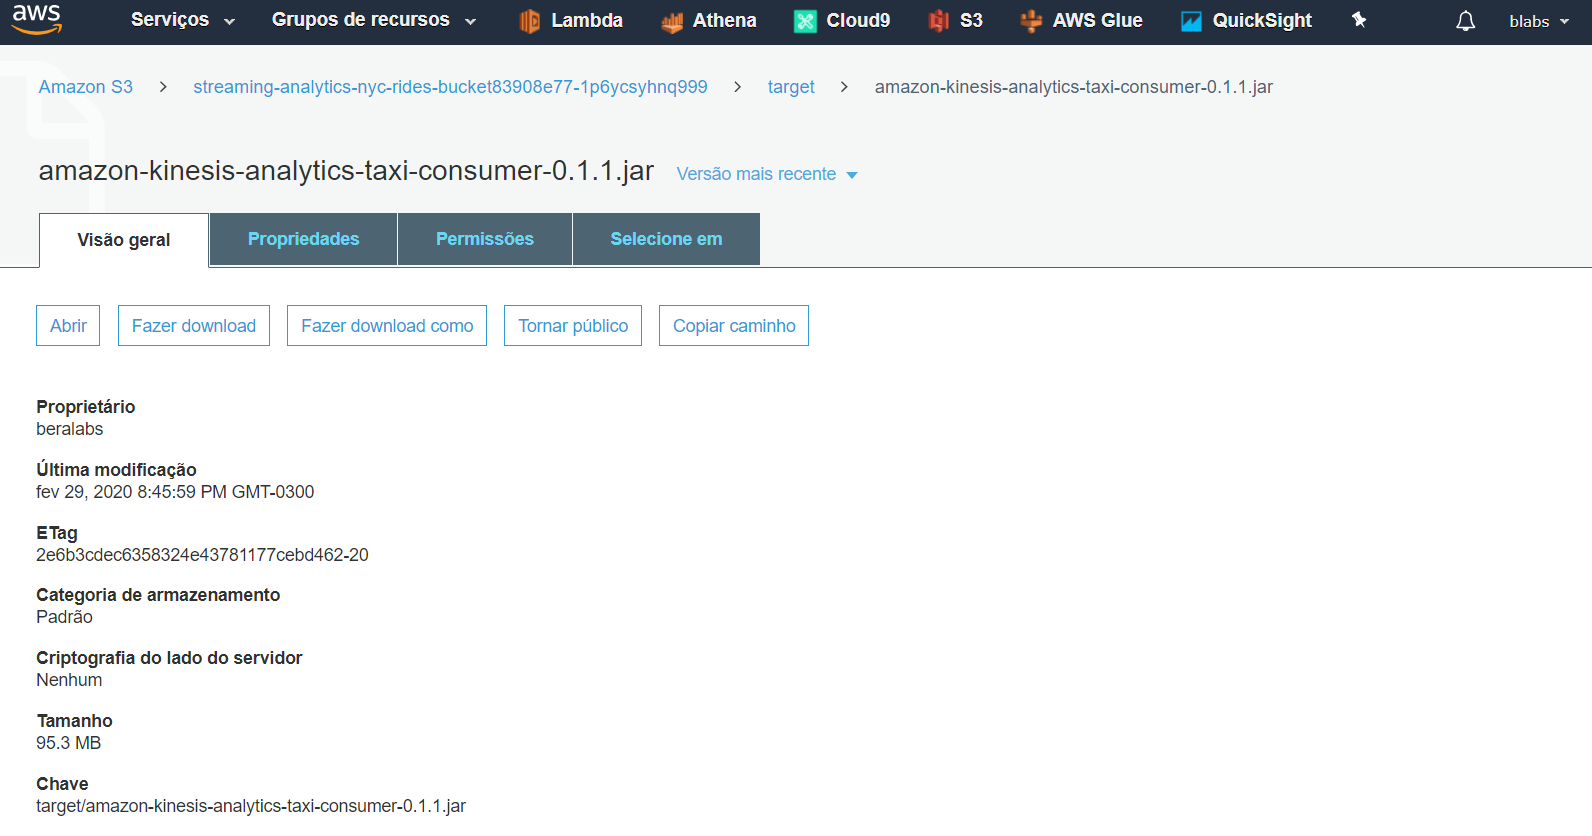 aws Serviços Grupos de recursos Lambda Athena Cloud9 S3 AWS Glue QuickSight blabs
Amazon S3 > streaming-analytics-nyc-rides-bucket83908e77-1p6ycsyhnq999 > target > amazon-kinesis-analytics-taxi-consumer-0.1.1.jar
amazon-kinesis-analytics-taxi-consumer-0.1.1.jar Versão mais recente
Visão geral Propriedades Permissões Selecione em
Abrir Fazer download Fazer download como Tornar público Copiar caminho
Proprietário
beralabs
Última modificação
fev 29, 2020 8:45:59 PM GMT-0300
ETag
2e6b3cdec6358324e43781177cebd462-20
Categoria de armazenamento
Padrão
Criptografia do lado do servidor
Nenhum
Tamanho
95.3 MB
Chave
target/amazon-kinesis-analytics-taxi-consumer-0.1.1.jar